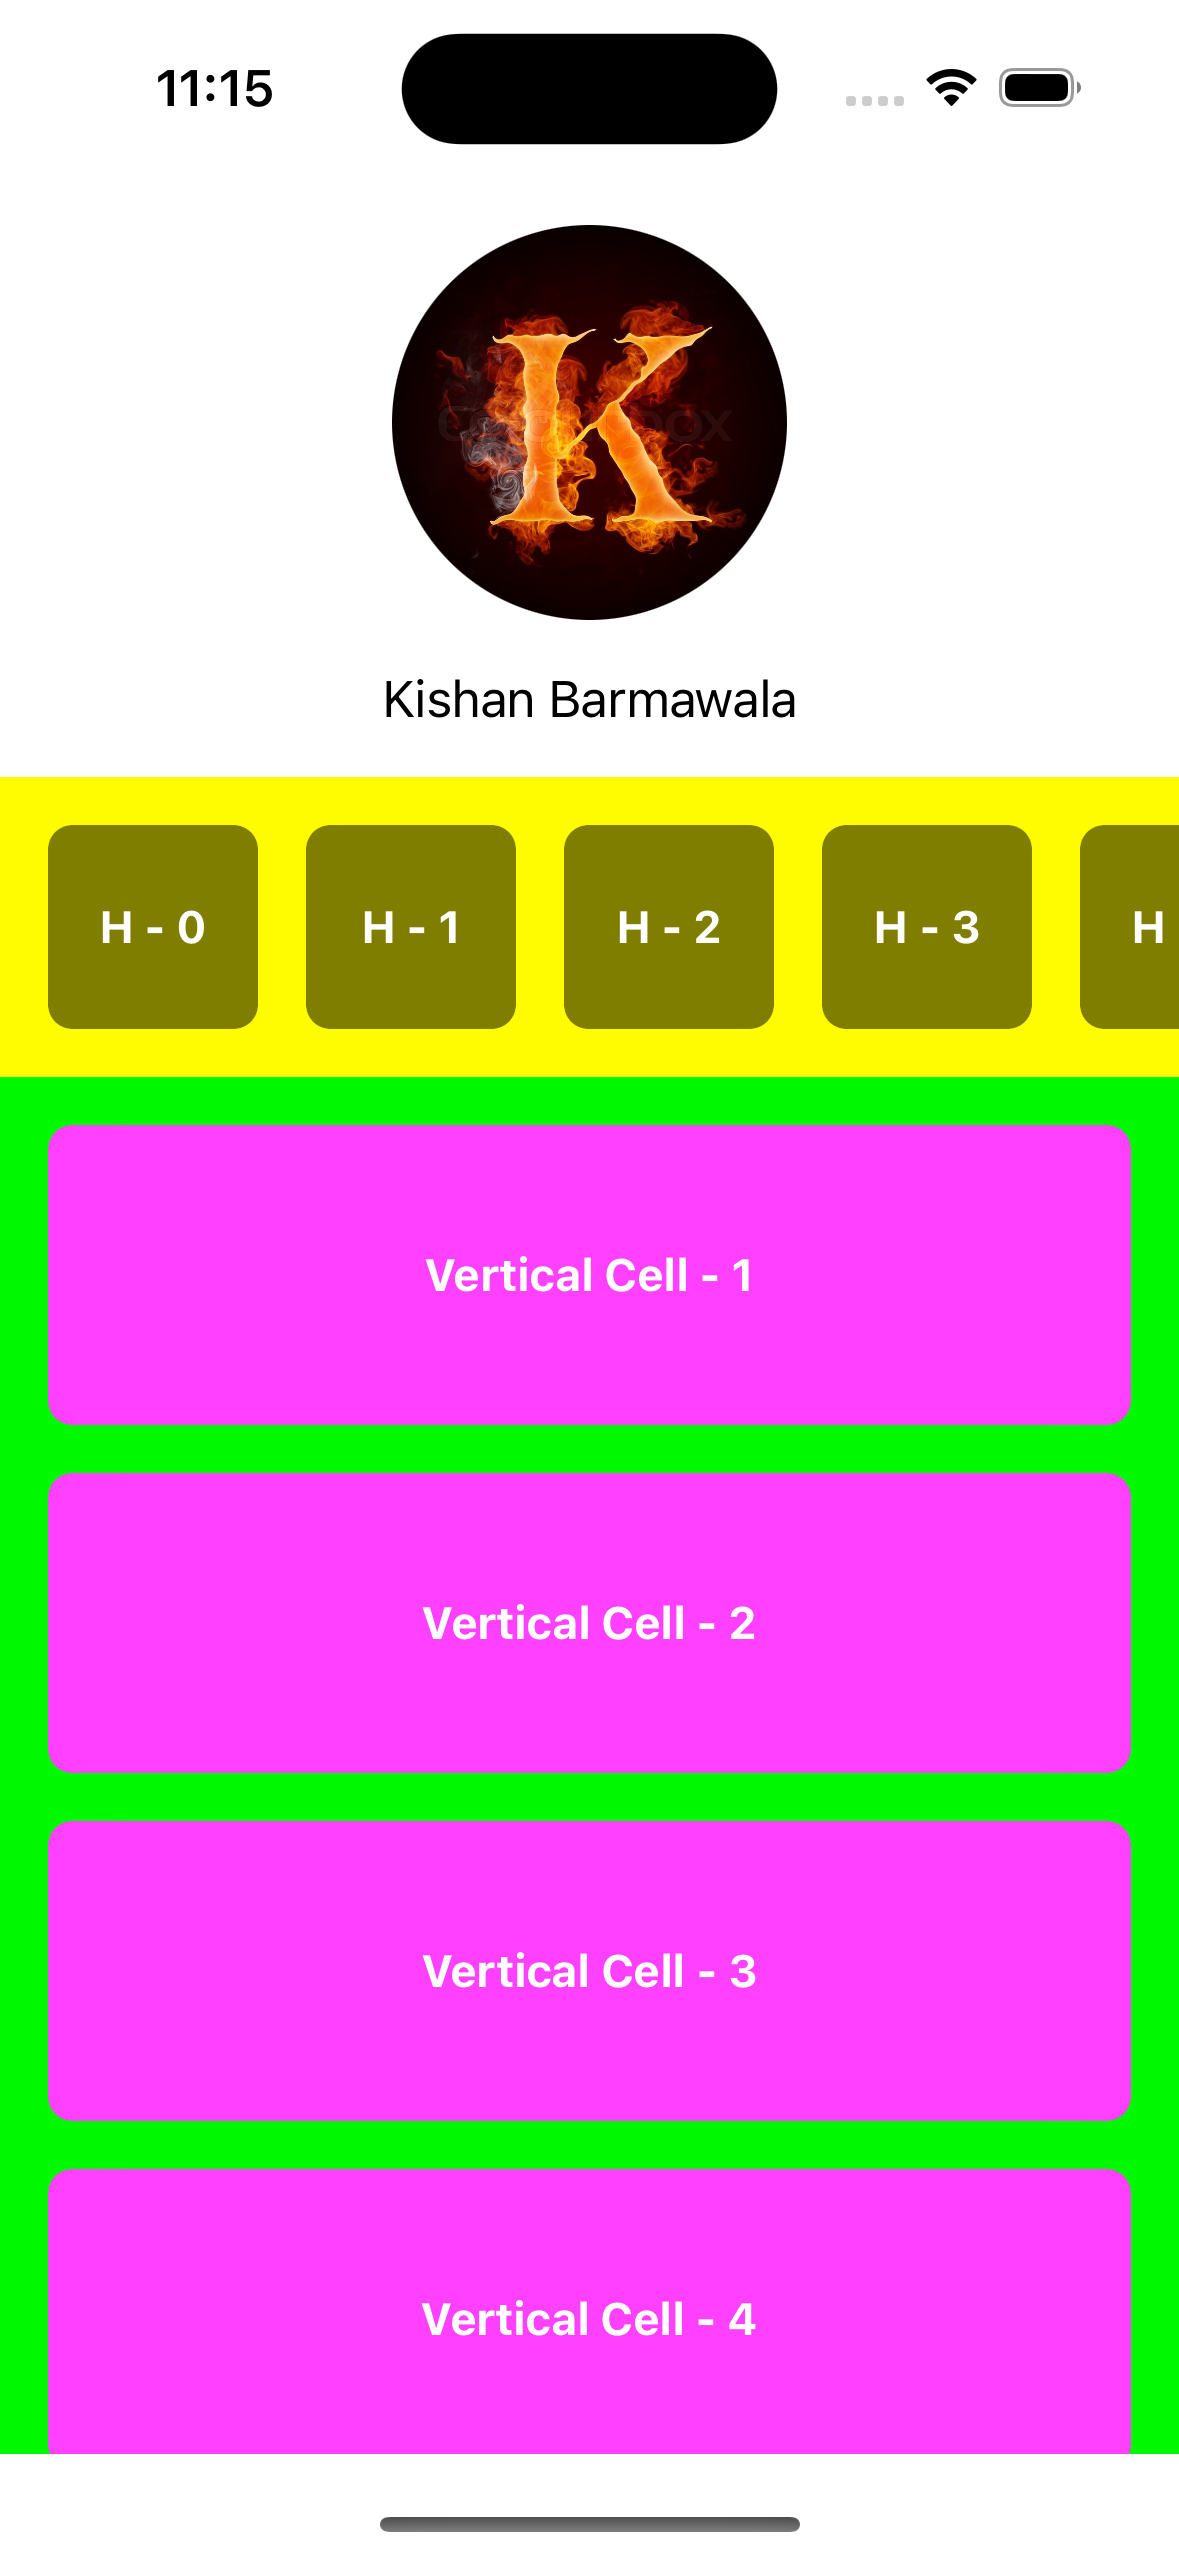 11:15
K
Kishan Barmawala
H - 0 H - 1 H - 2 H - 3 H
Vertical Cell - 1
Vertical Cell - 2
Vertical Cell - 3
Vertical Cell - 4